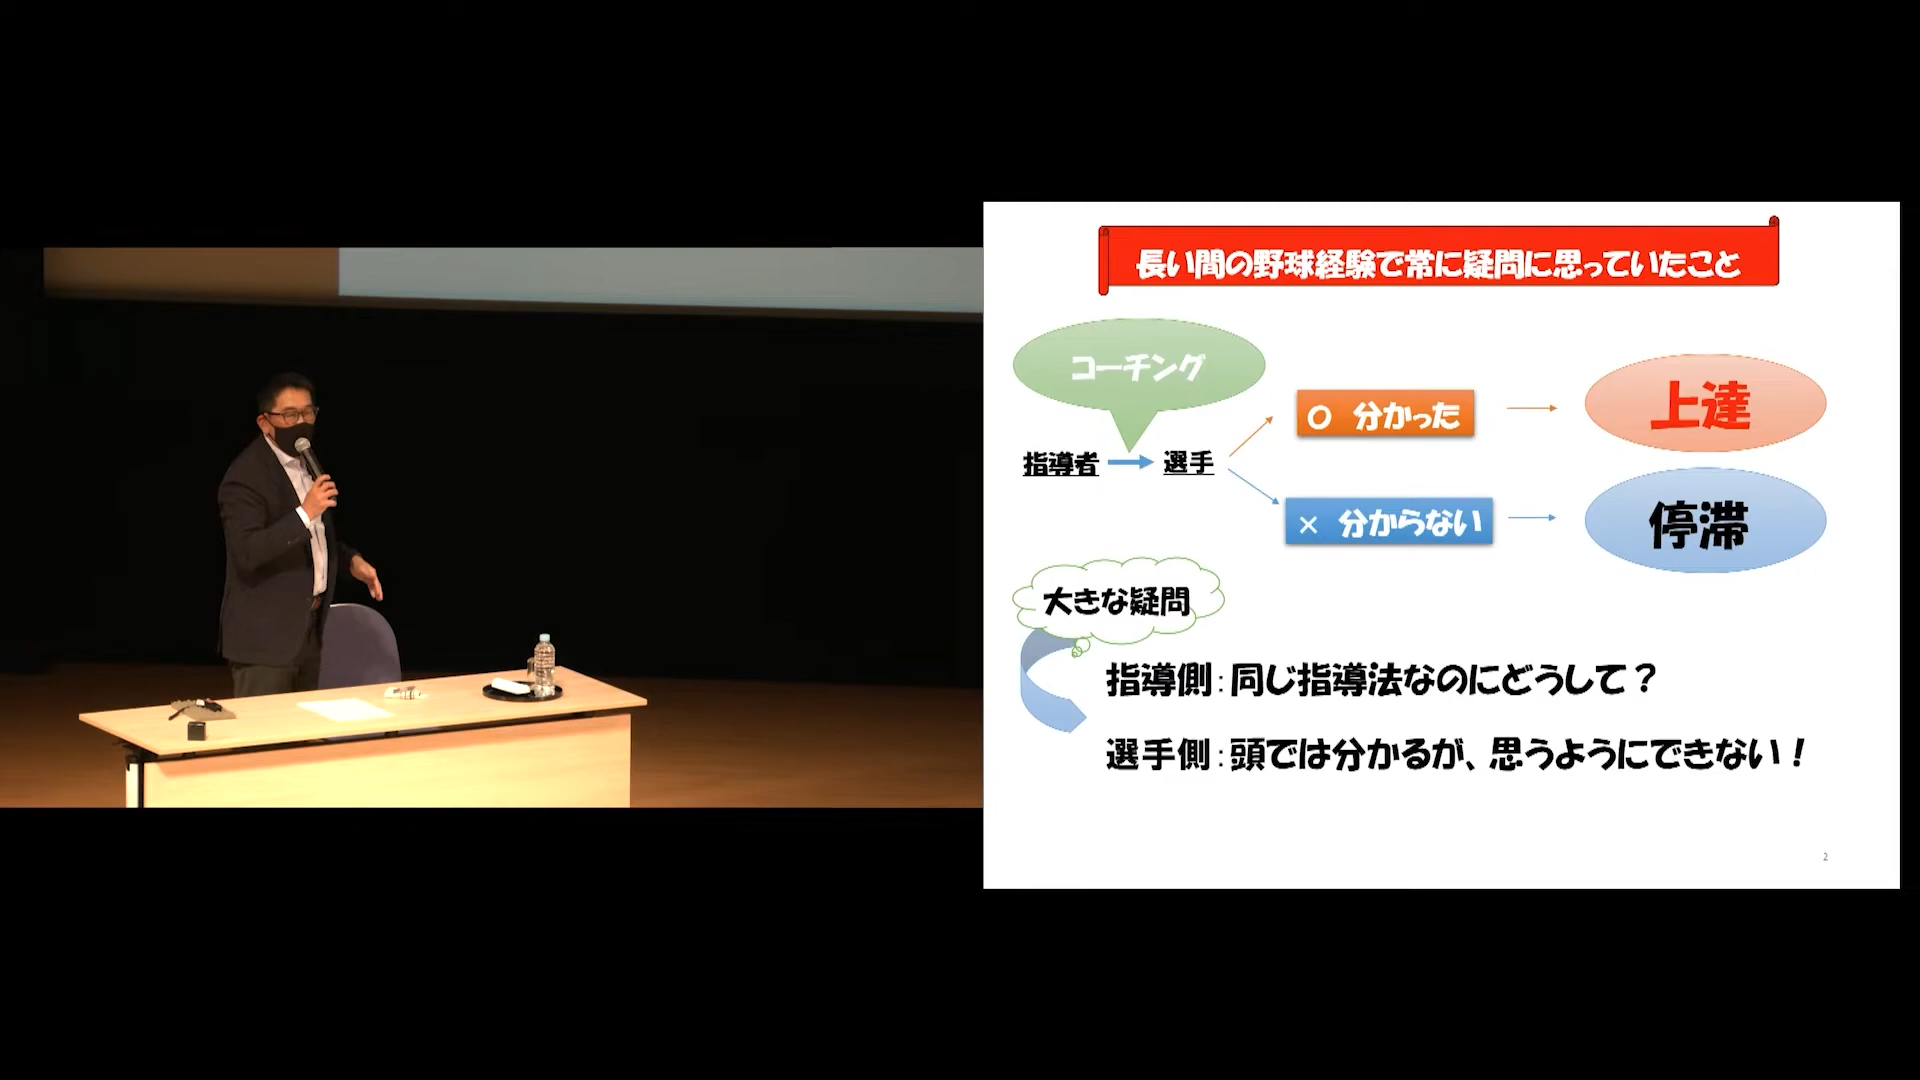 長い間の野球経験で常に疑問に思っていたこと
コーチング
指導者
選手
○ 分かった
上達
× 分からない
停滞
大きな疑問
指導側：同じ指導法なのにどうして？
選手側：頭では分かるが、思うようにできない！
2